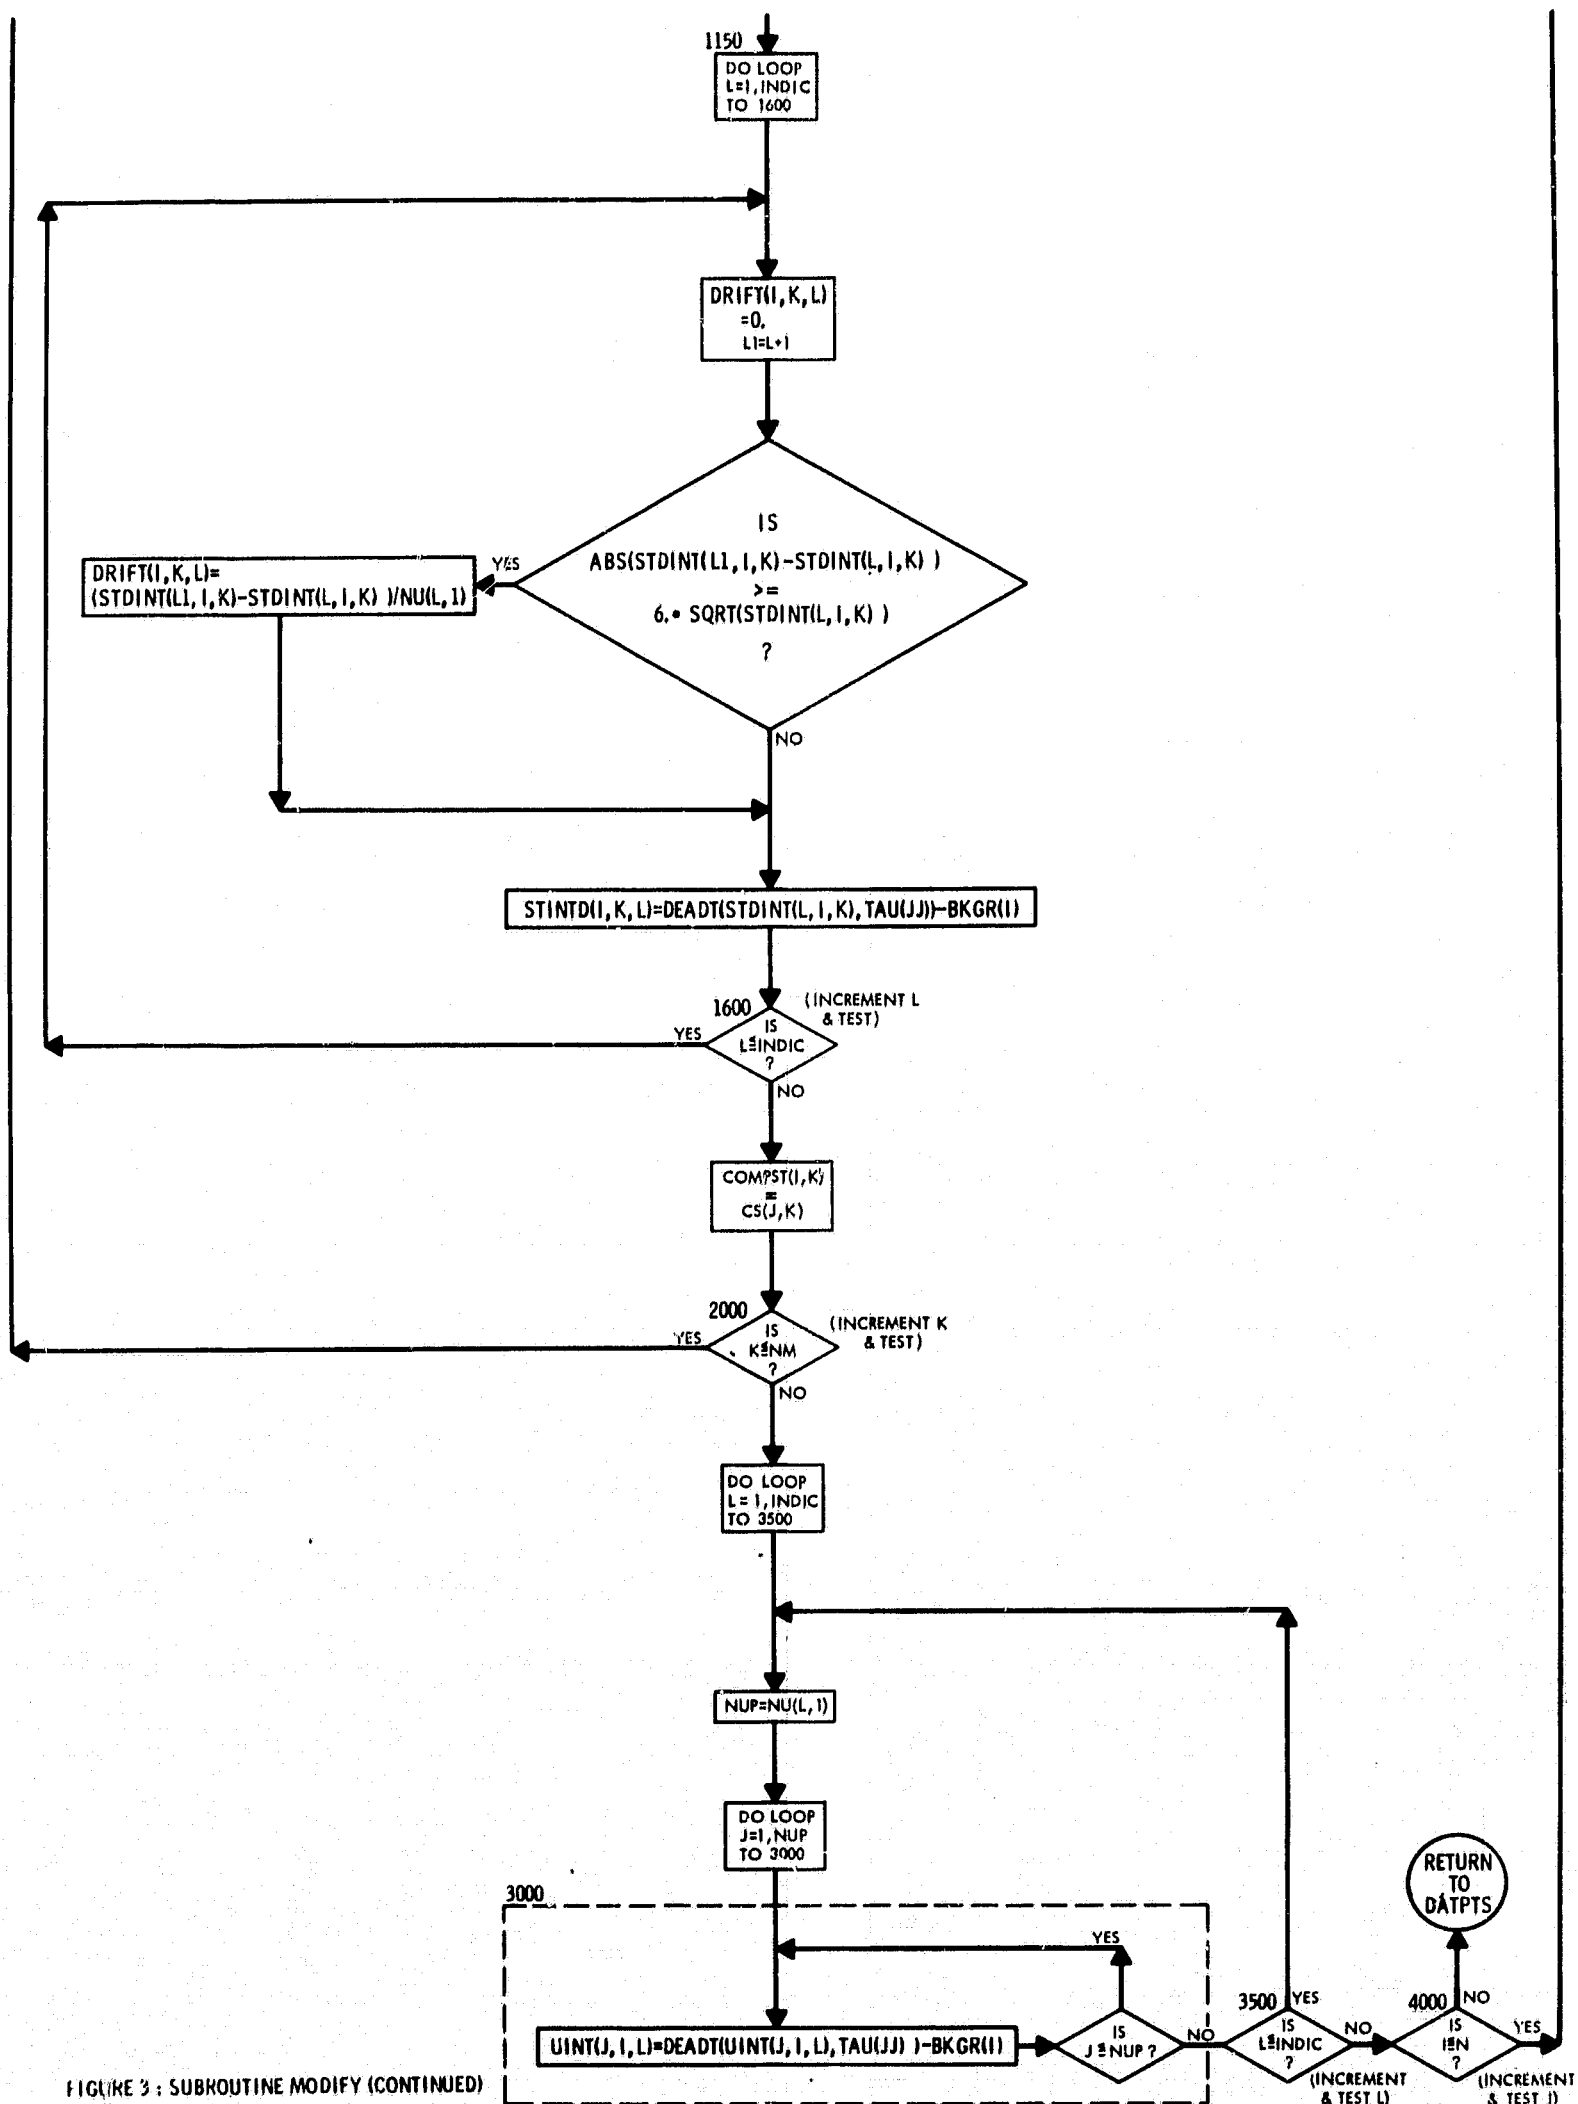 1150
DO LOOP
L=1, INDIC
TO 1600
DRIFT(I, K, L)
=0.
L1=L+1
IS
ABS(STDINT(L1, I, K)-STDINT(L, I, K) )
>=
6.* SQRT(STDINT(L, I, K) )
?
YES
DRIFT(I, K, L)=
(STDINT(L1, I, K)-STDINT(L, I, K) )/NU(L, 1)
NO
STINTD(I, K, L)=DEADT(STDINT(L, I, K), TAU(JJ))-BKGR(I)
1600
(INCREMENT L
& TEST)
IS
L≤INDIC
?
YES
NO
COMPST(I, K)
=
CS(J, K)
2000
(INCREMENT K
& TEST)
IS
K≤NM
?
YES
NO
DO LOOP
L= 1, INDIC
TO 3500
NUP=NU(L, 1)
DO LOOP
J=1, NUP
TO 3000
3000
YES
UINT(J, I, L)=DEADT(UINT(J, I, L), TAU(JJ) )-BKGR(I)
IS
J ≤ NUP ?
NO
3500
YES
IS
L≤INDIC
?
NO
(INCREMENT
& TEST L)
RETURN
TO
DATPTS
4000
NO
IS
I≤N
?
YES
(INCREMENT
& TEST I)
FIGURE 3 : SUBROUTINE MODIFY (CONTINUED)